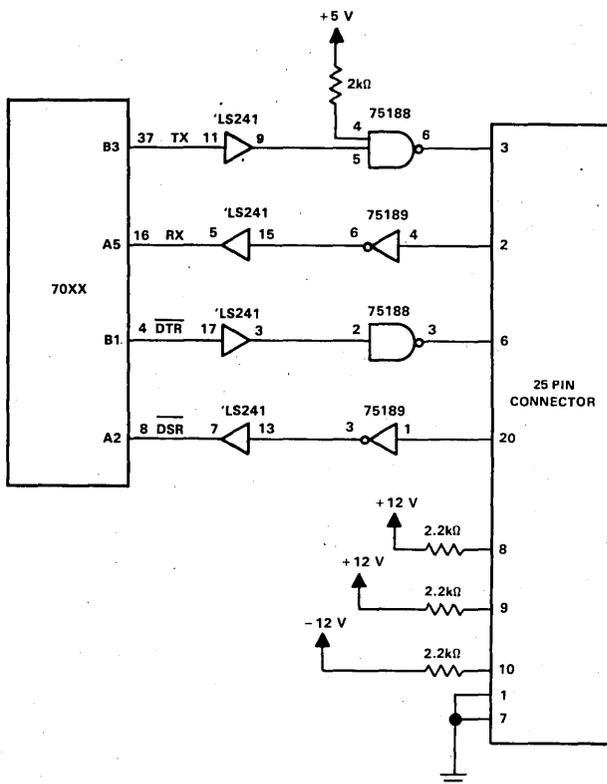 +5 V
2kΩ
'LS241
75188
B3 37 TX 11 9 4 5 6 3
'LS241
75189
A5 16 RX 5 15 6 4 2
70XX
'LS241
75188
B1 4 DTR 17 3 2 3 6
25 PIN
CONNECTOR
'LS241
75189
A2 8 DSR 7 13 3 1 20
+12 V
2.2kΩ
8
+12 V
2.2kΩ
9
−12 V
2.2kΩ
10
1
7